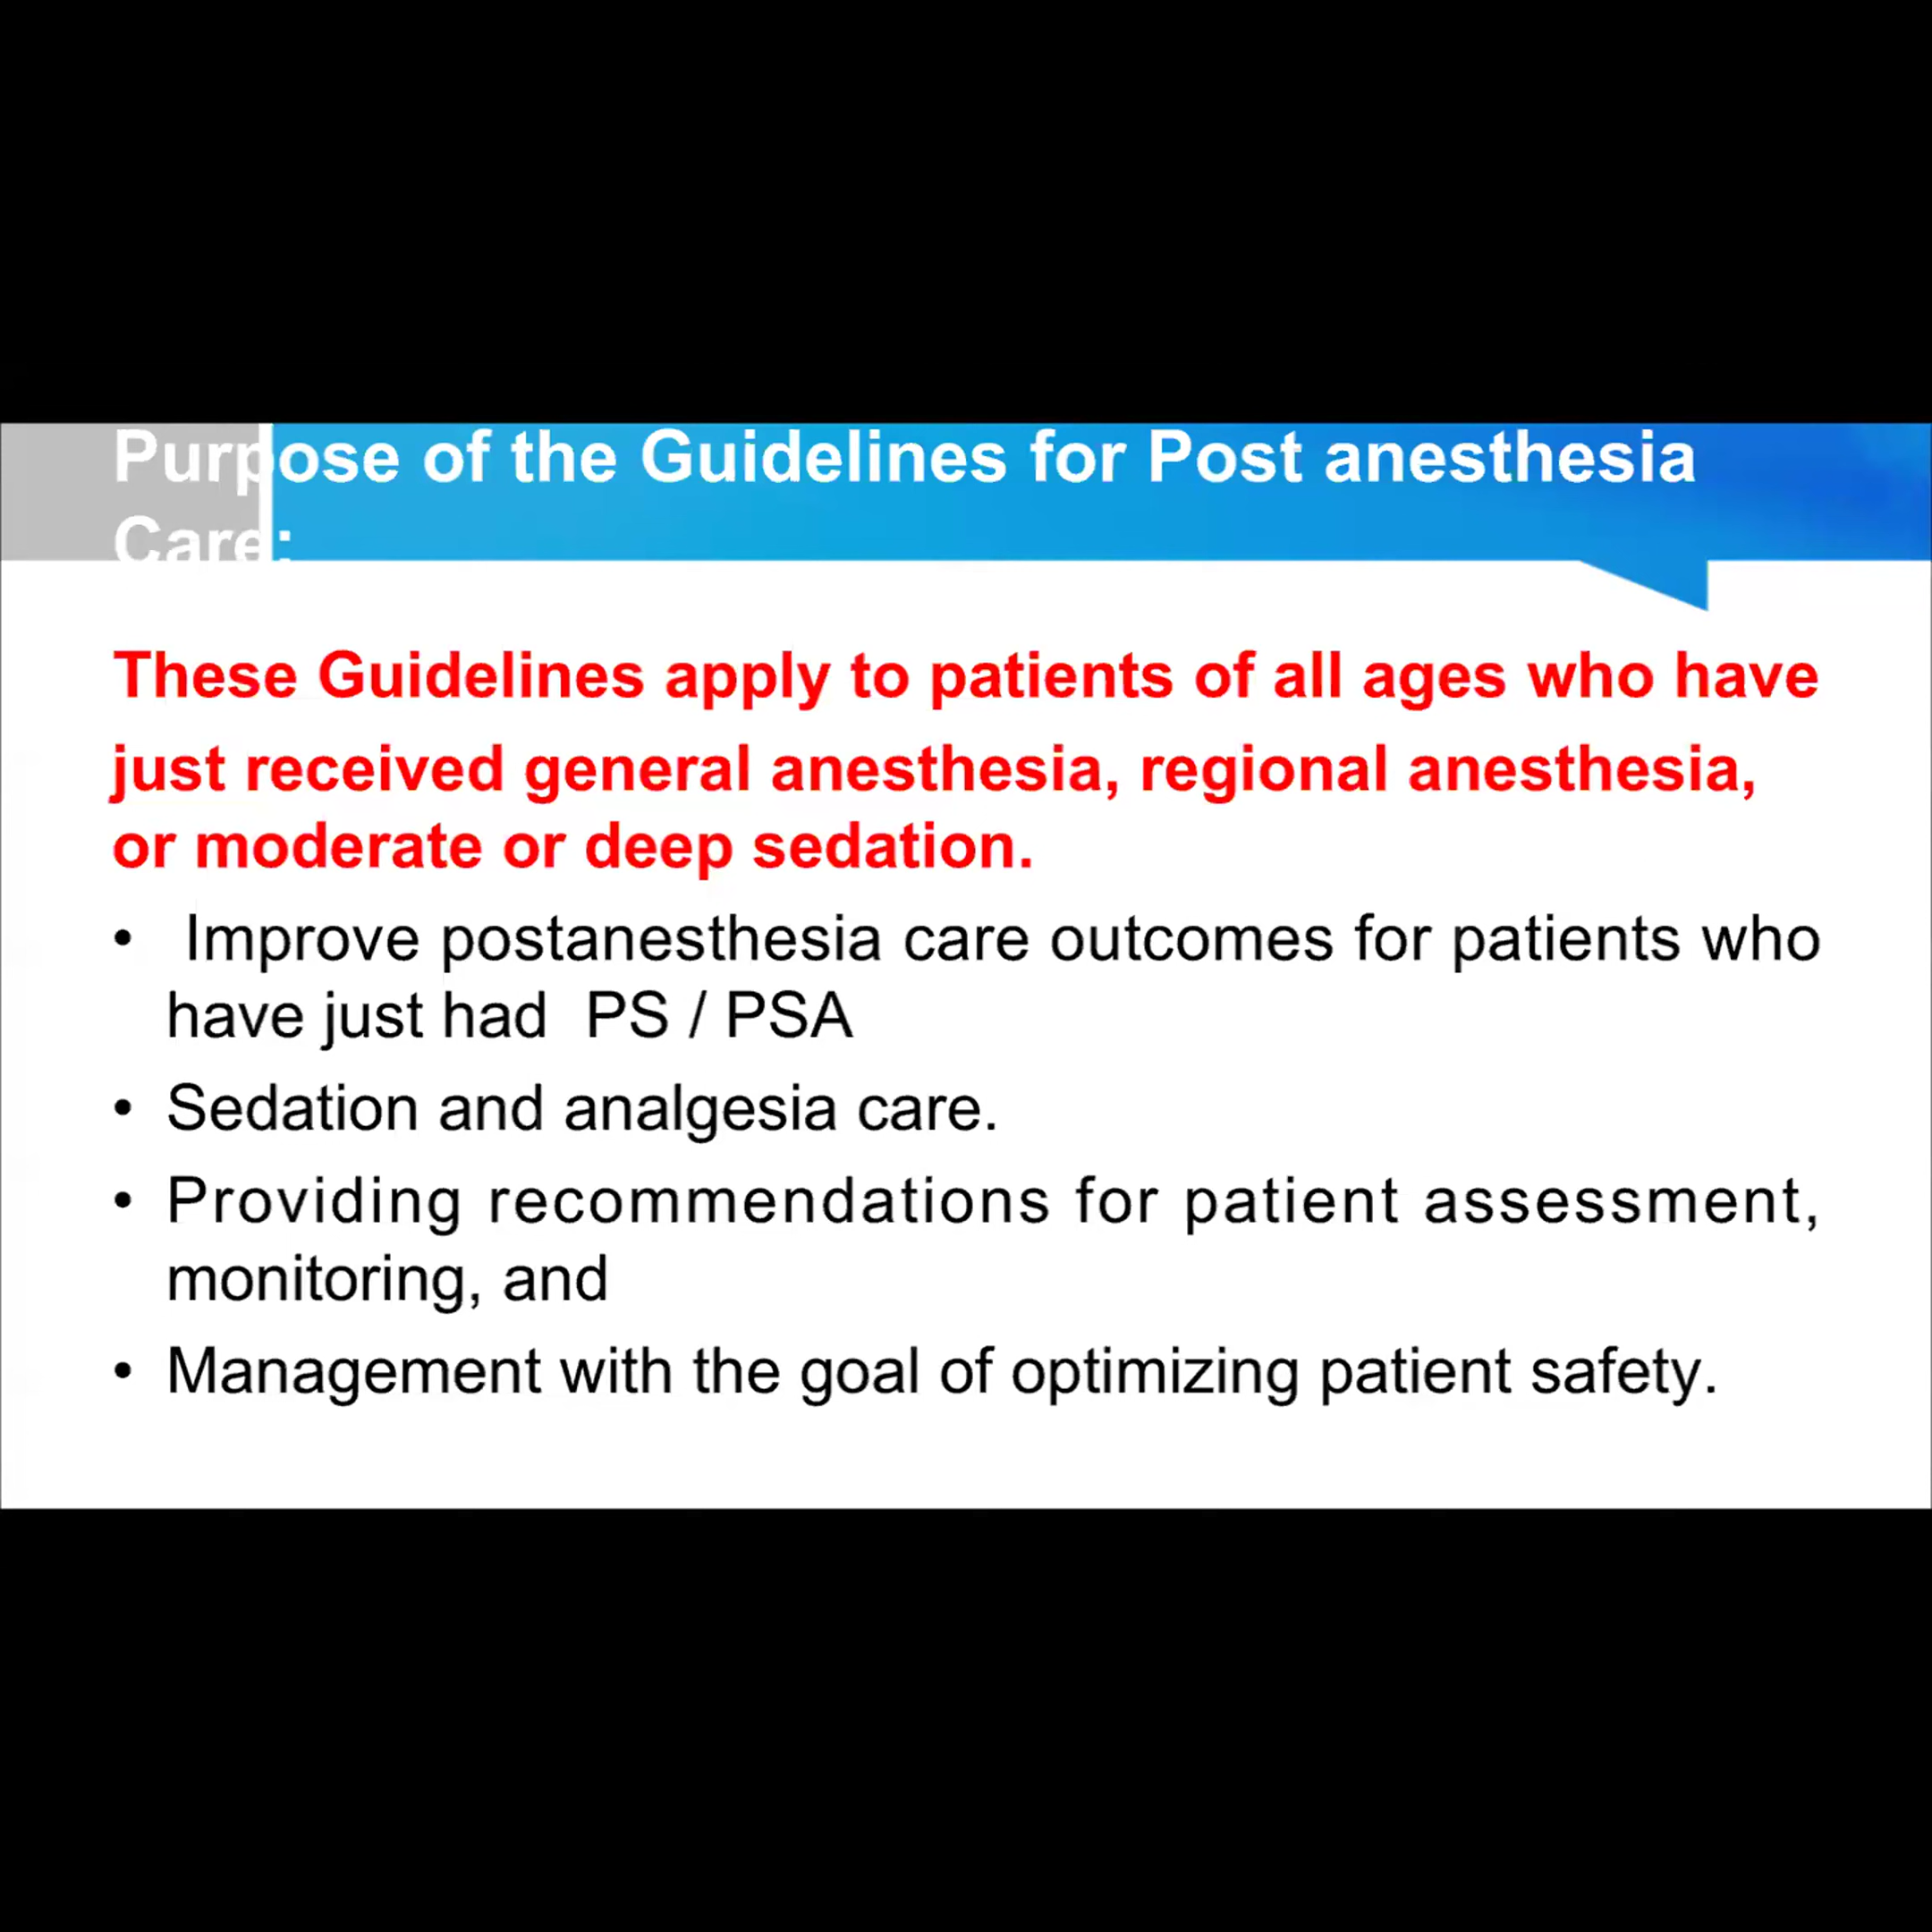 Purpose of the Guidelines for Post anesthesia
Care:
These Guidelines apply to patients of all ages who have
just received general anesthesia, regional anesthesia,
or moderate or deep sedation.
• Improve postanesthesia care outcomes for patients who
have just had PS / PSA
• Sedation and analgesia care.
• Providing recommendations for patient assessment,
monitoring, and
• Management with the goal of optimizing patient safety.